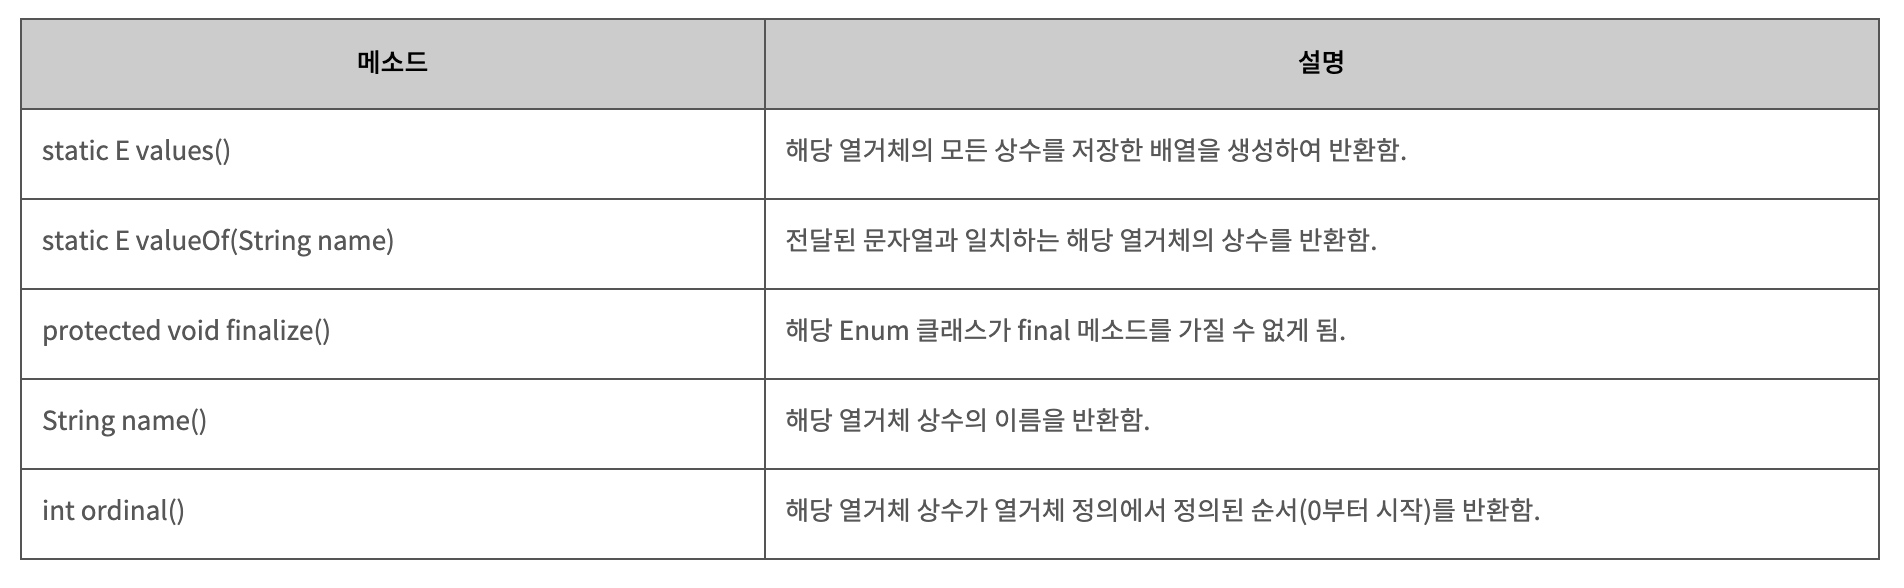 메소드 설명
static E values() 해당 열거체의 모든 상수를 저장한 배열을 생성하여 반환함.
static E valueOf(String name) 전달된 문자열과 일치하는 해당 열거체의 상수를 반환함.
protected void finalize() 해당 Enum 클래스가 final 메소드를 가질 수 없게 됨.
String name() 해당 열거체 상수의 이름을 반환함.
int ordinal() 해당 열거체 상수가 열거체 정의에서 정의된 순서(0부터 시작)를 반환함.